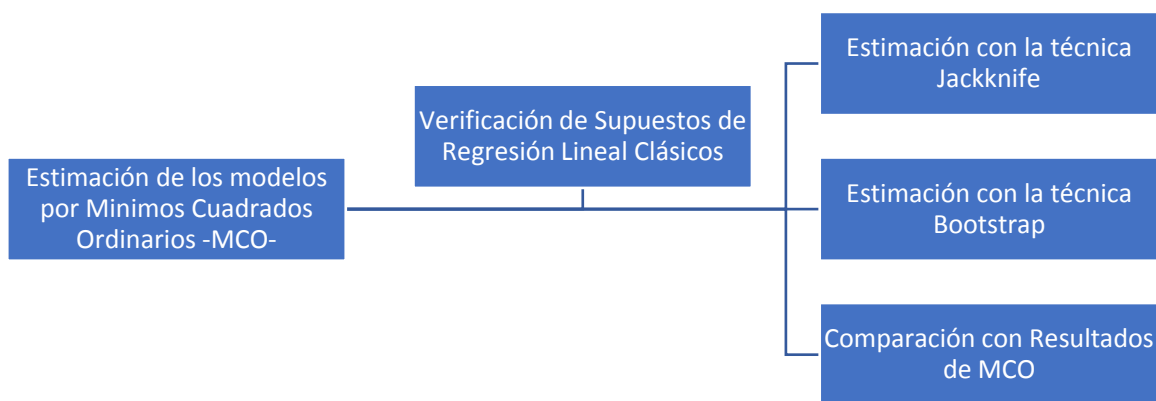 Estimación de los modelos
por Minimos Cuadrados
Ordinarios -MCO-
Verificación de Supuestos de
Regresión Lineal Clásicos
Estimación con la técnica
Jackknife
Estimación con la técnica
Bootstrap
Comparación con Resultados
de MCO